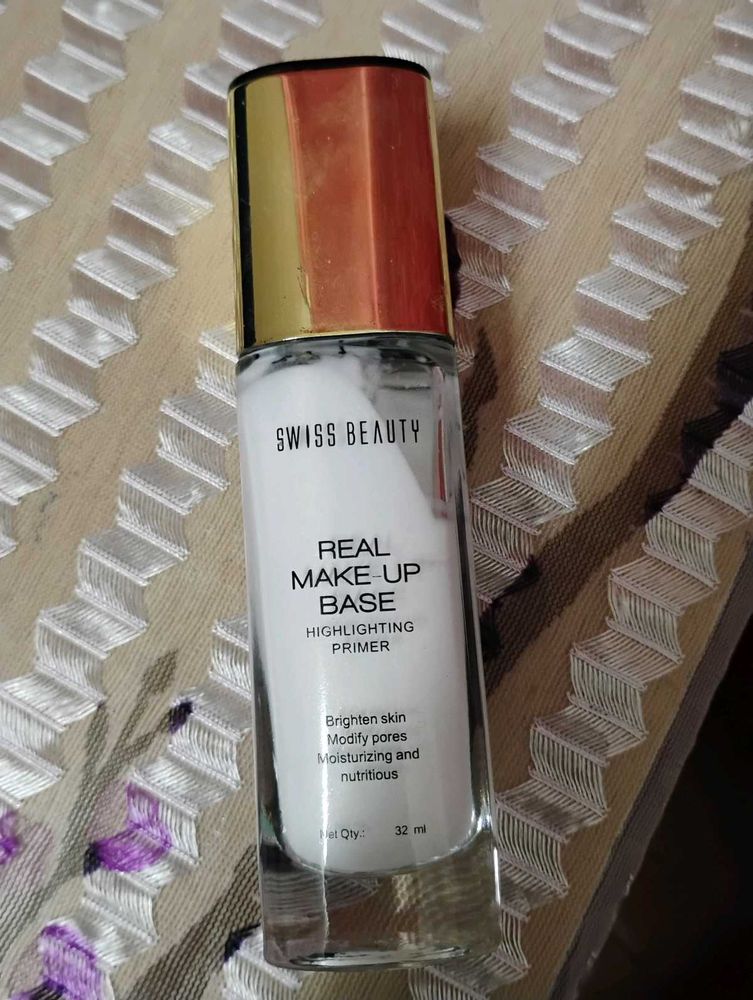 SWISS BEAUTY
REAL
MAKE-UP
BASE
HIGHLIGHTING
PRIMER
Brighten skin
Modify pores
Moisturizing and
nutritious
Net Qty.: 32 ml